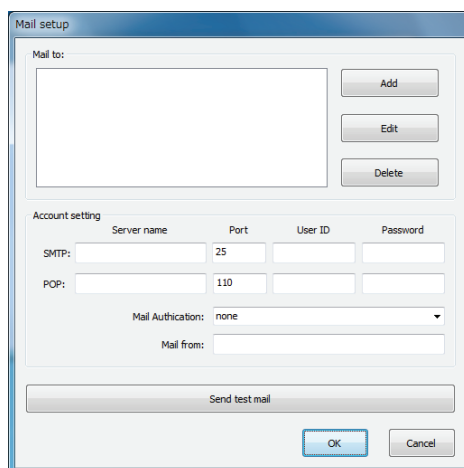 Mail setup
Mail to:
Add
Edit
Delete
Account setting
Server name Port User ID Password
SMTP: 25
POP: 110
Mail Authication: none
Mail from:
Send test mail
OK Cancel